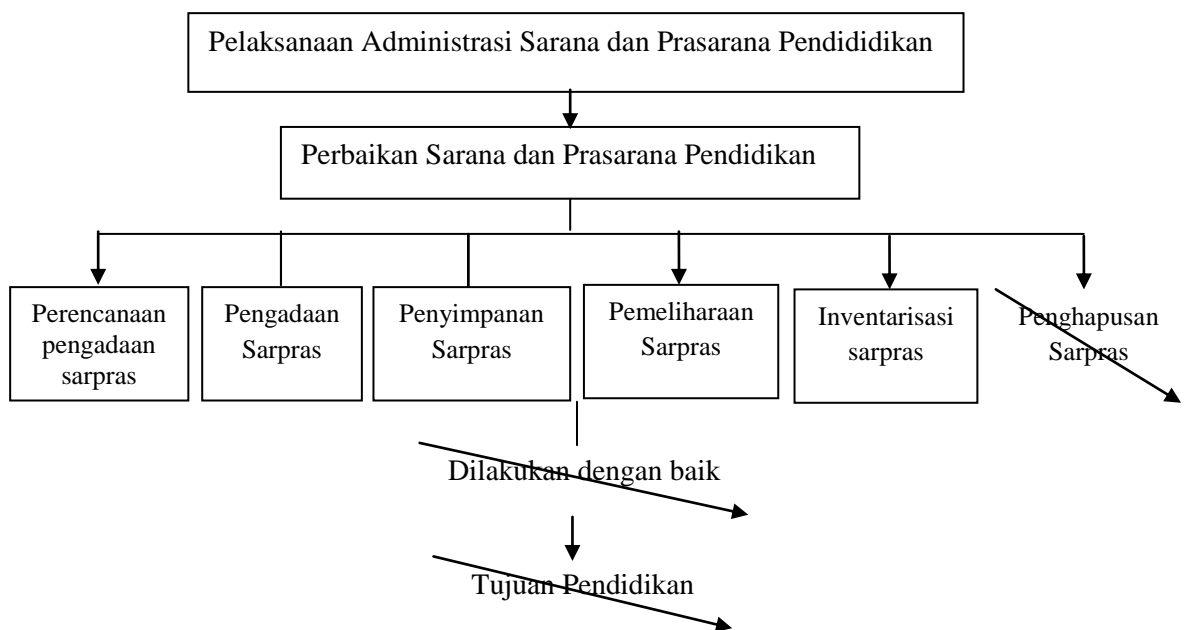 Pelaksanaan Administrasi Sarana dan Prasarana Pendididikan
Perbaikan Sarana dan Prasarana Pendidikan
Perencanaan
pengadaan
sarpras
Pengadaan
Sarpras
Penyimpanan
Sarpras
Pemeliharaan
Sarpras
Inventarisasi
sarpras
Penghapusan
Sarpras
Dilakukan dengan baik
Tujuan Pendidikan